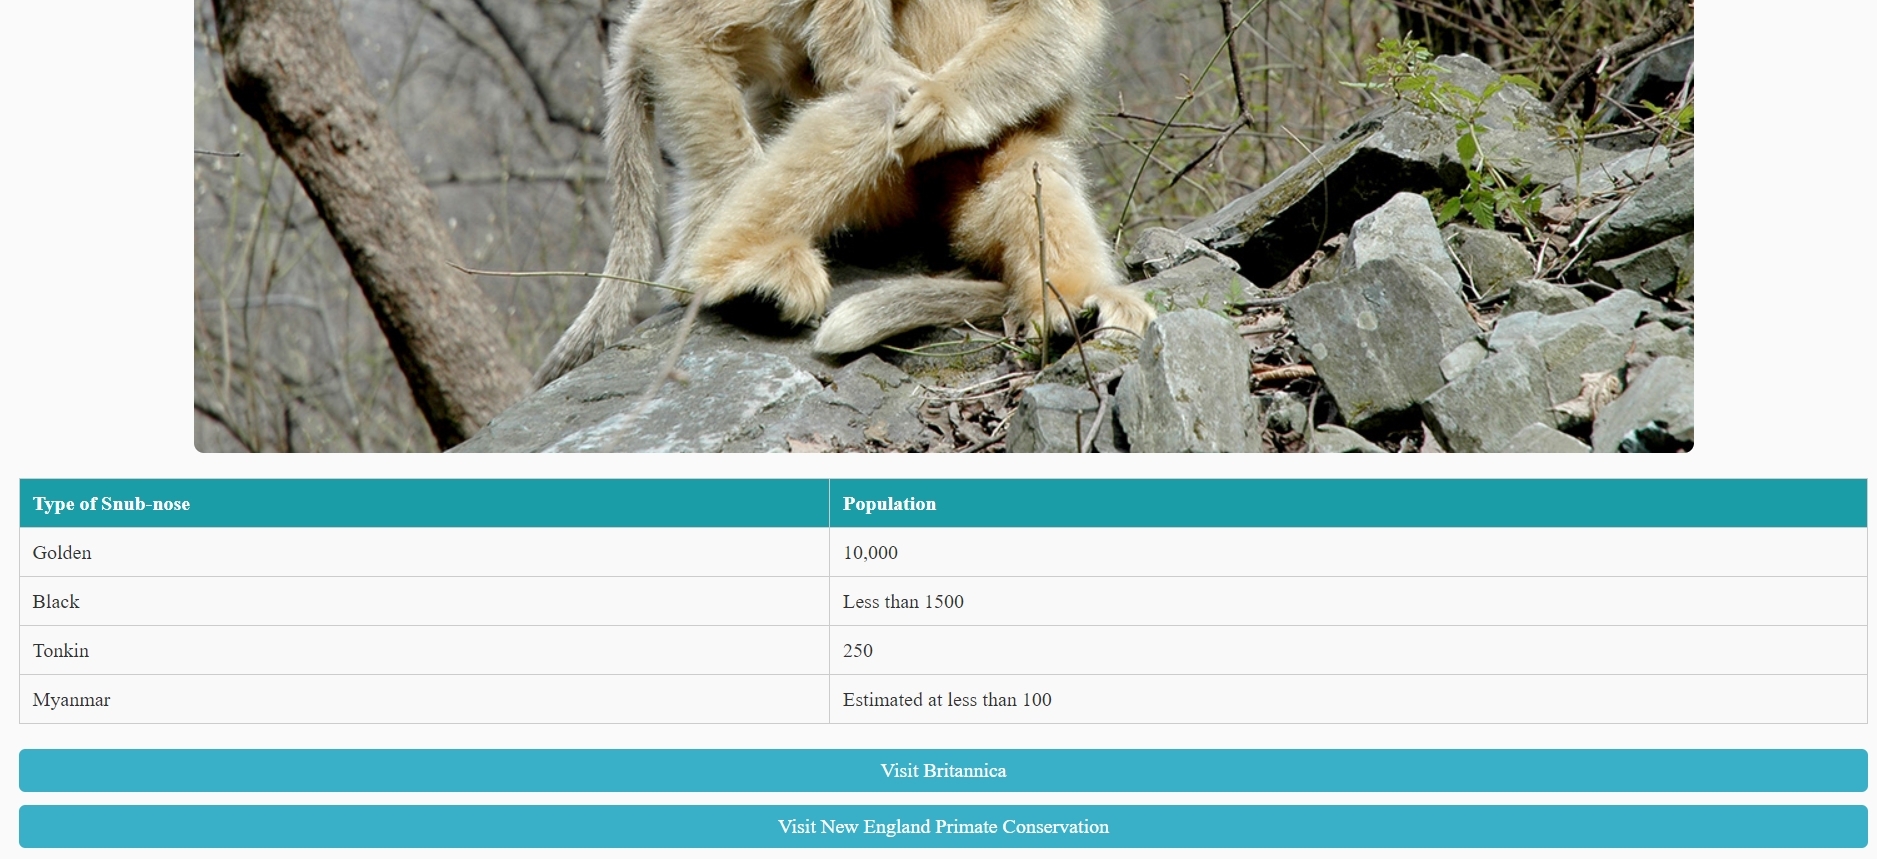 Type of Snub-nose Population
Golden 10,000
Black Less than 1500
Tonkin 250
Myanmar Estimated at less than 100
Visit Britannica
Visit New England Primate Conservation